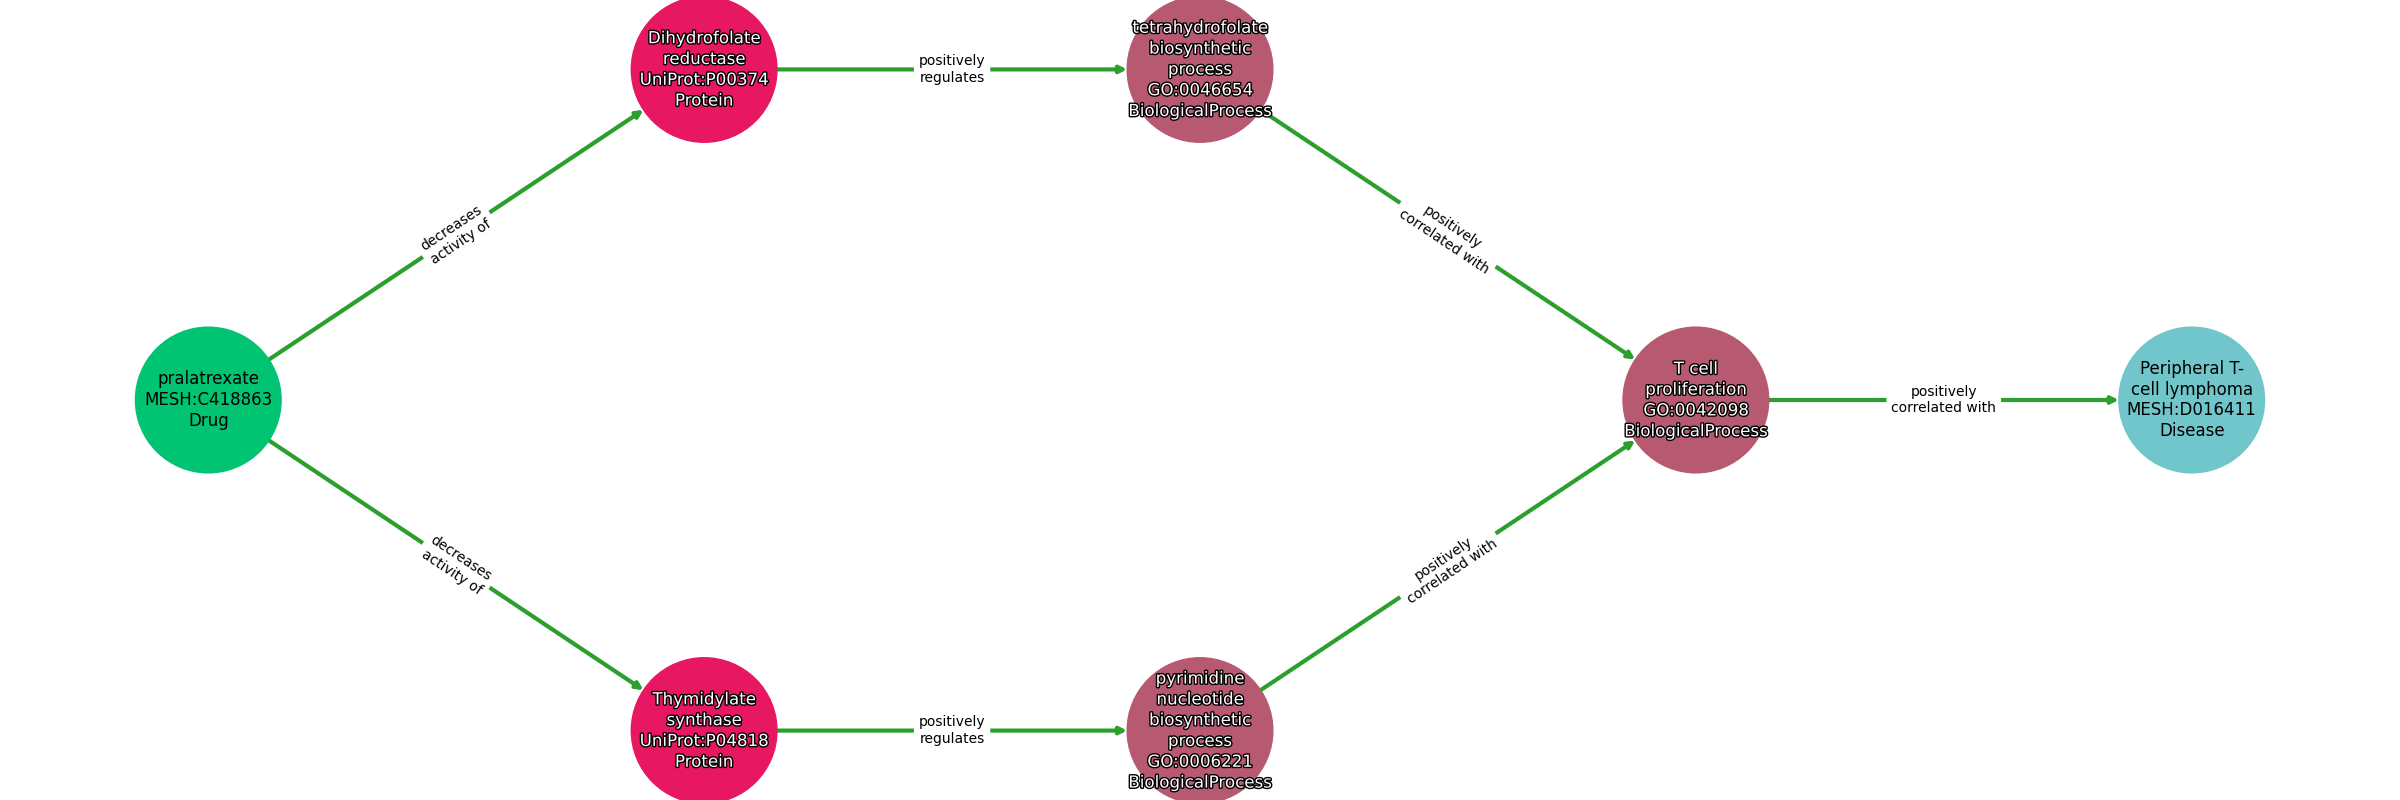 Dihydrofolate
reductase
UniProt:P00374
Protein
positively
regulates
tetrahydrofolate
biosynthetic
process
GO:0046654
BiologicalProcess
decreases
activity of
positively
correlated with
pralatrexate
MESH:C418863
Drug
T cell
proliferation
GO:0042098
BiologicalProcess
positively
correlated with
Peripheral T-
cell lymphoma
MESH:D016411
Disease
decreases
activity of
positively
correlated with
Thymidylate
synthase
UniProt:P04818
Protein
positively
regulates
pyrimidine
nucleotide
biosynthetic
process
GO:0006221
BiologicalProcess